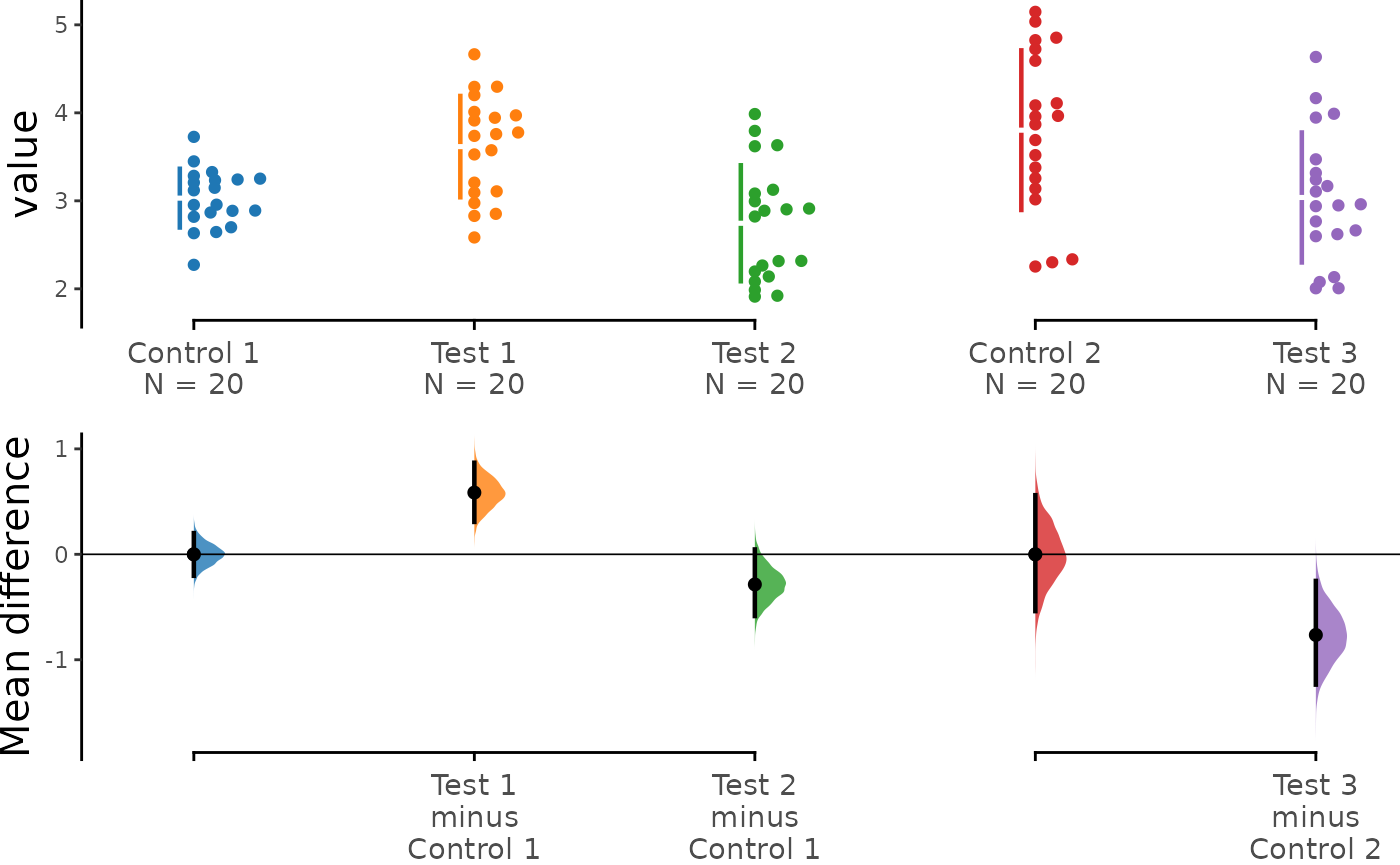 value
5
4
3
2
Control 1
N = 20
Test 1
N = 20
Test 2
N = 20
Control 2
N = 20
Test 3
N = 20
Mean difference
1
0
-1
Test 1
minus
Control 1
Test 2
minus
Control 1
Test 3
minus
Control 2